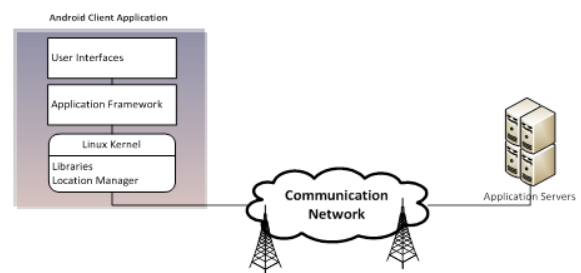 Android Client Application
User Interfaces
Application Framework
Linux Kernel
Libraries
Location Manager
Communication
Network
Application Servers